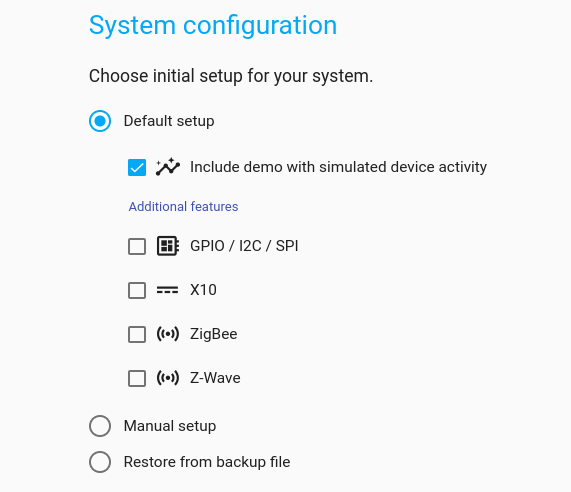 System configuration
Choose initial setup for your system.
Default setup
Include demo with simulated device activity
Additional features
GPIO / I2C / SPI
X10
ZigBee
Z-Wave
Manual setup
Restore from backup file